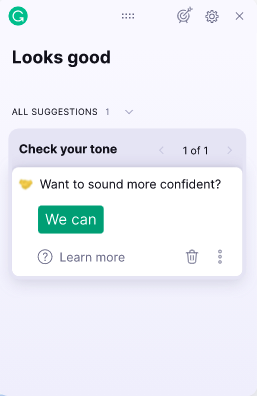 Looks good
ALL SUGGESTIONS 1
Check your tone
1 of 1
Want to sound more confident?
We can
Learn more